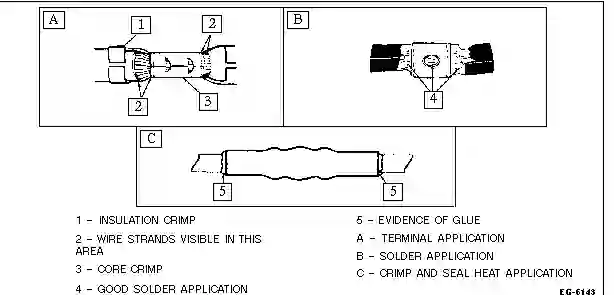 A
1
2
B
2
3
4
C
5
5
1 - INSULATION CRIMP
2 - WIRE STRANDS VISIBLE IN THIS
AREA
3 - CORE CRIMP
4 - GOOD SOLDER APPLICATION
5 - EVIDENCE OF GLUE
A - TERMINAL APPLICATION
B - SOLDER APPLICATION
C - CRIMP AND SEAL HEAT APPLICATION
EG-6143